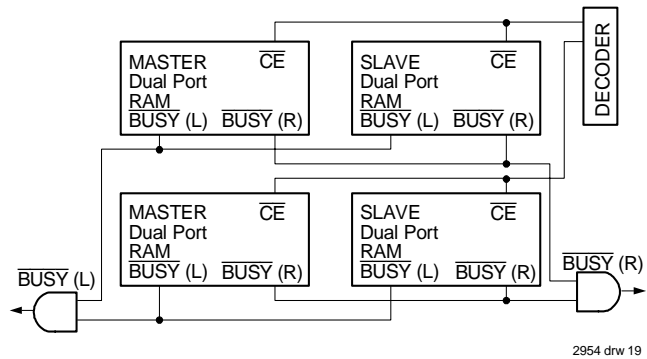 MASTER
Dual Port
RAM
CE
BUSY (L)
BUSY (R)
SLAVE
Dual Port
RAM
CE
BUSY (L)
BUSY (R)
DECODER
MASTER
Dual Port
RAM
CE
BUSY (L)
BUSY (R)
SLAVE
Dual Port
RAM
CE
BUSY (L)
BUSY (R)
BUSY (L)
BUSY (R)
2954 drw 19